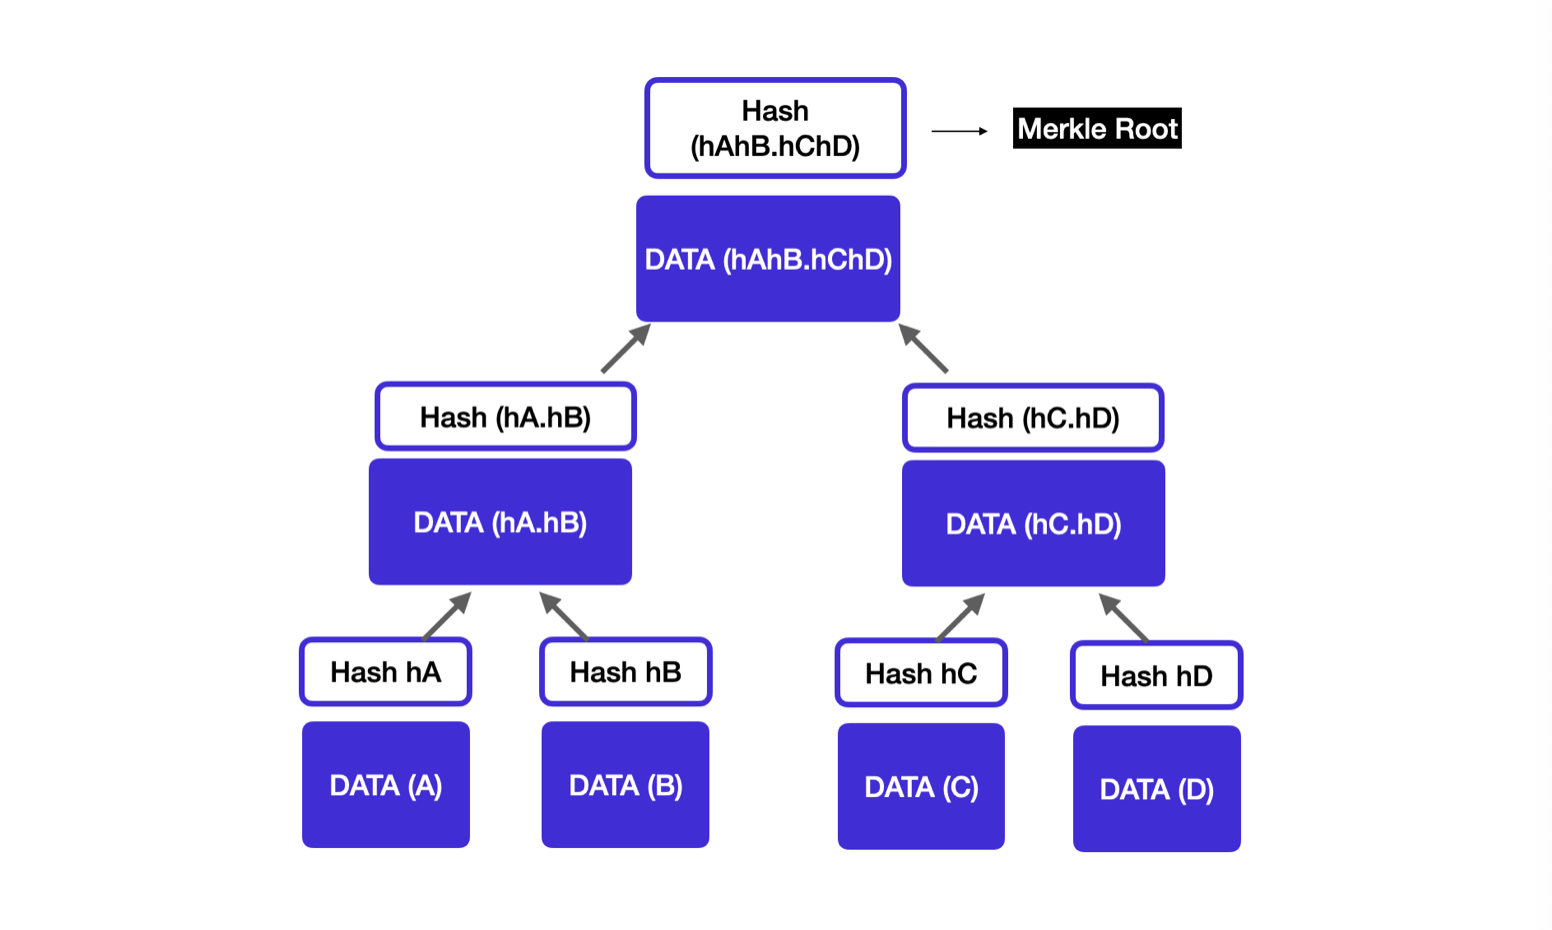 Hash
(hAhB.hChD)
Merkle Root
DATA (hAhB.hChD)
Hash (hA.hB)
Hash (hC.hD)
DATA (hA.hB)
DATA (hC.hD)
Hash hA
Hash hB
Hash hC
Hash hD
DATA (A)
DATA (B)
DATA (C)
DATA (D)